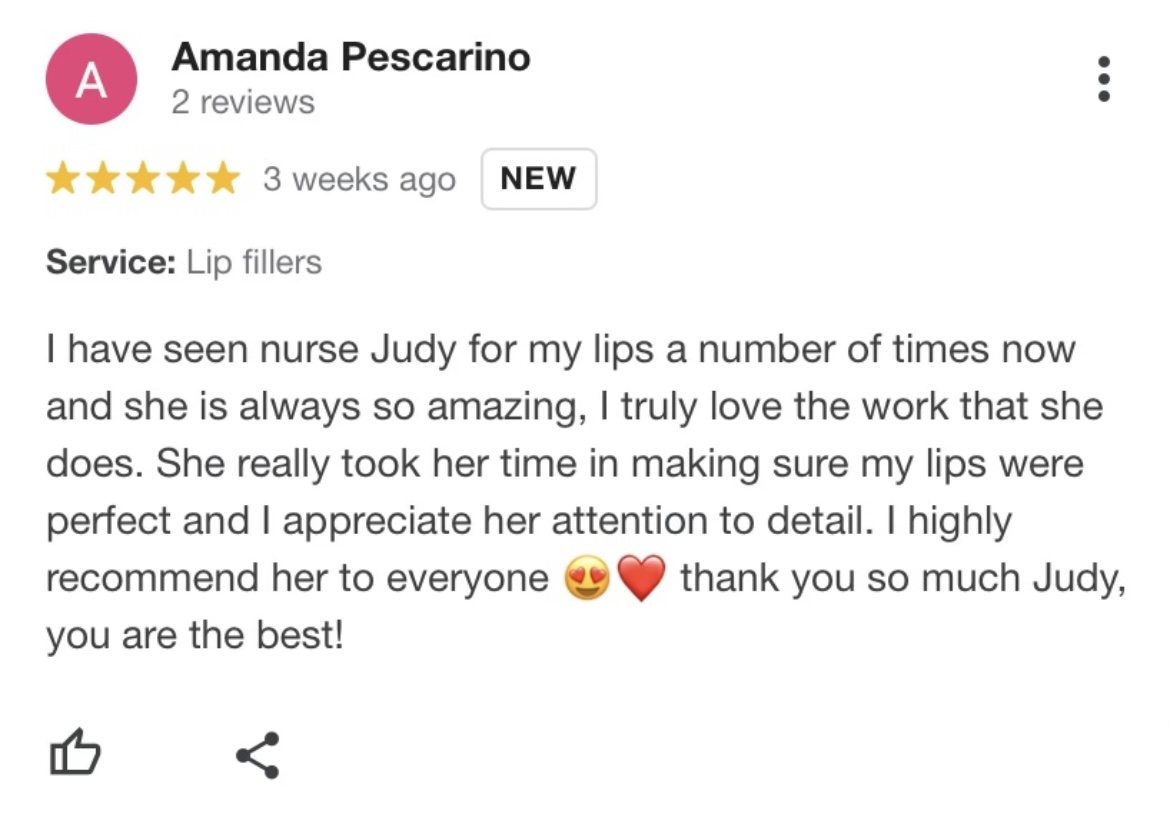 A
Amanda Pescarino
2 reviews
3 weeks ago NEW
Service: Lip fillers
I have seen nurse Judy for my lips a number of times now
and she is always so amazing, I truly love the work that she
does. She really took her time in making sure my lips were
perfect and I appreciate her attention to detail. I highly
recommend her to everyone 😍❤️ thank you so much Judy,
you are the best!